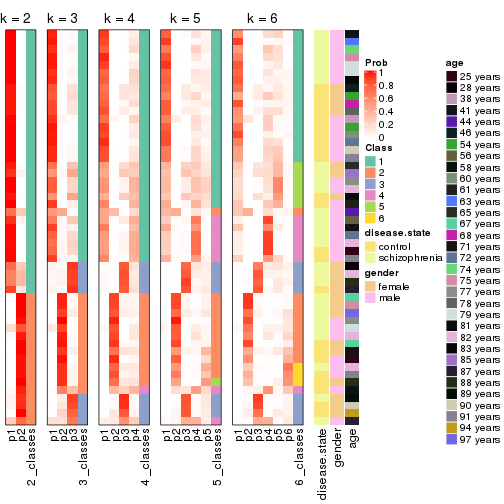 k = 2
k = 3
k = 4
k = 5
k = 6
p1
p2
2_classes
p1
p2
p3
3_classes
p1
p2
p3
p4
4_classes
p1
p2
p3
p4
p5
5_classes
p1
p2
p3
p4
p5
p6
6_classes
disease.state
gender
age
Prob
1
0.8
0.6
0.4
0.2
0
Class
1
2
3
4
5
6
disease.state
control
schizophrenia
gender
female
male
age
25 years
28 years
38 years
41 years
44 years
46 years
54 years
56 years
58 years
60 years
61 years
63 years
65 years
67 years
68 years
71 years
72 years
74 years
75 years
77 years
78 years
79 years
81 years
82 years
83 years
85 years
87 years
88 years
89 years
90 years
91 years
94 years
97 years